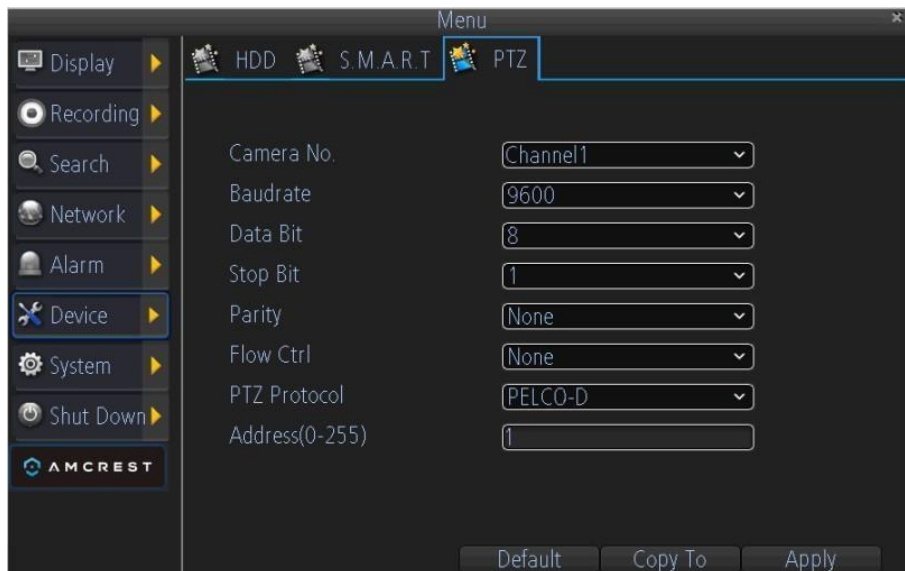 Menu
Display
Recording
Search
Network
Alarm
Device
System
Shut Down
AMCREST
HDD S.M.A.R.T PTZ
Camera No. Channel1
Baudrate 9600
Data Bit 8
Stop Bit 1
Parity None
Flow Ctrl None
PTZ Protocol PELCO-D
Address(0-255) 1
Default Copy To Apply